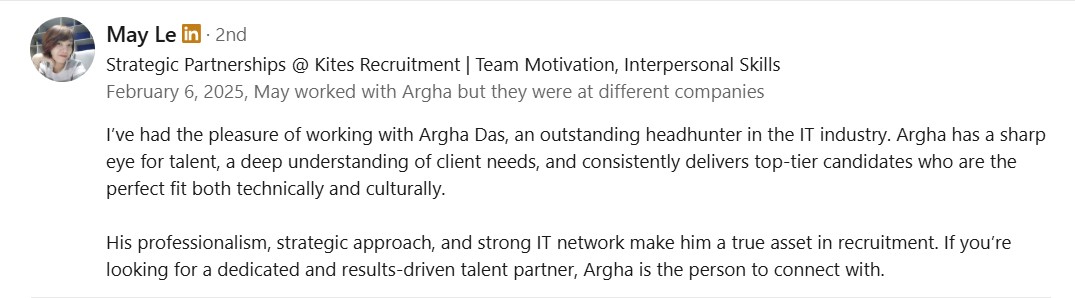 May Le in · 2nd
Strategic Partnerships @ Kites Recruitment | Team Motivation, Interpersonal Skills
February 6, 2025, May worked with Argha but they were at different companies
I’ve had the pleasure of working with Argha Das, an outstanding headhunter in the IT industry. Argha has a sharp
eye for talent, a deep understanding of client needs, and consistently delivers top-tier candidates who are the
perfect fit both technically and culturally.
His professionalism, strategic approach, and strong IT network make him a true asset in recruitment. If you’re
looking for a dedicated and results-driven talent partner, Argha is the person to connect with.